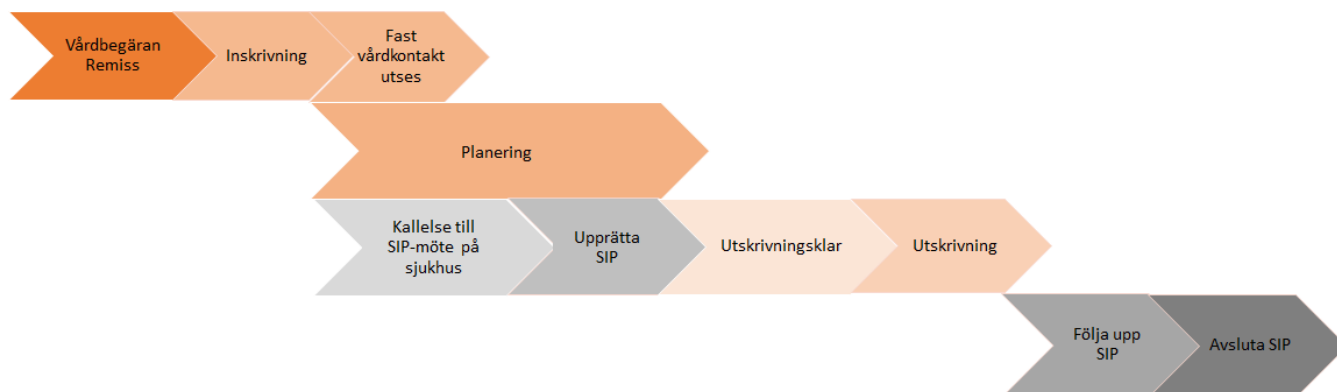 Vårdbegäran
Remiss
Inskrivning
Fast
vårdkontakt
utses
Planering
Kallelse till
SIP-möte på
sjukhus
Upprätta
SIP
Utskrivningsklar
Utskrivning
Följa upp
SIP
Avsluta SIP